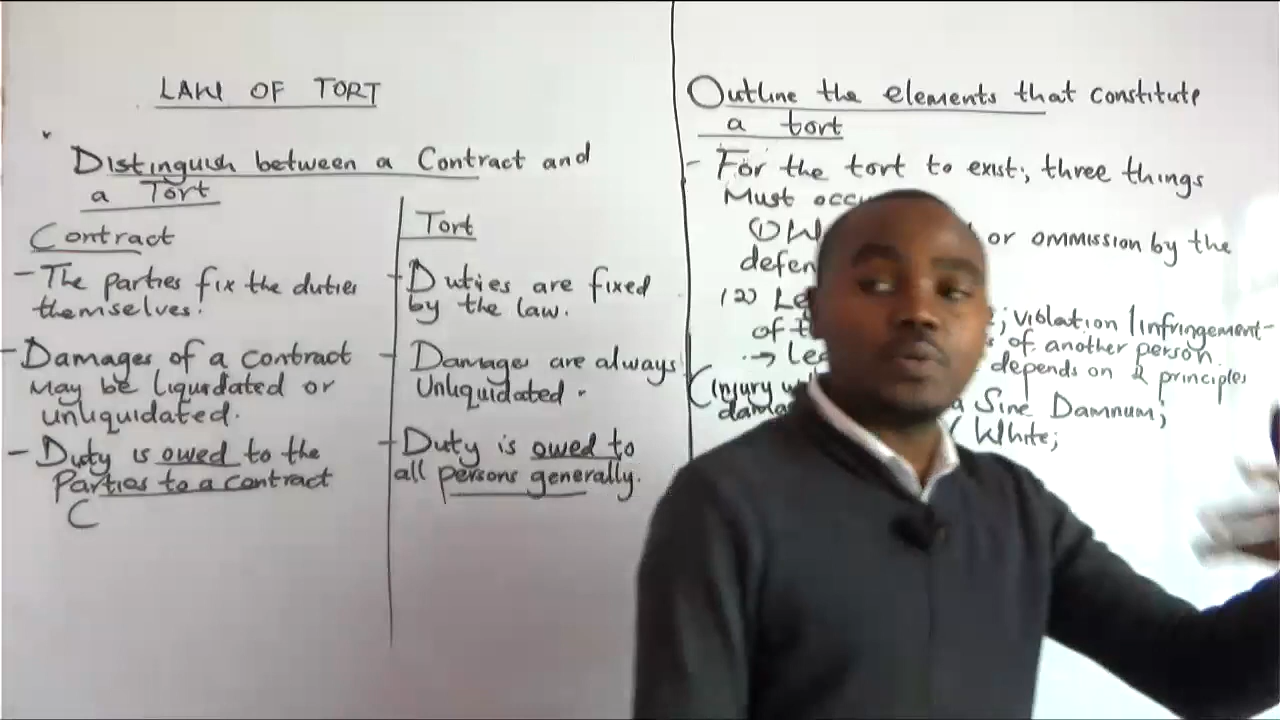 LAW OF TORT
Distinguish between a Contract and
a Tort
Contract
- The parties fix the duties
themselves.
- Damages of a contract
may be liquidated or
unliquidated.
- Duty is owed to the
Parties to a contract
C
Tort
- Duties are fixed
by the law.
- Damages are always
Unliquidated.
- Duty is owed to
all persons generally.
Outline the elements that constitute
a tort
- For the tort to exist; three things
Must
(1) or ommission by the
(2)
; violation/infringement
of another person
depends on 2 principles
(Injury
Sine Damnum;
White;